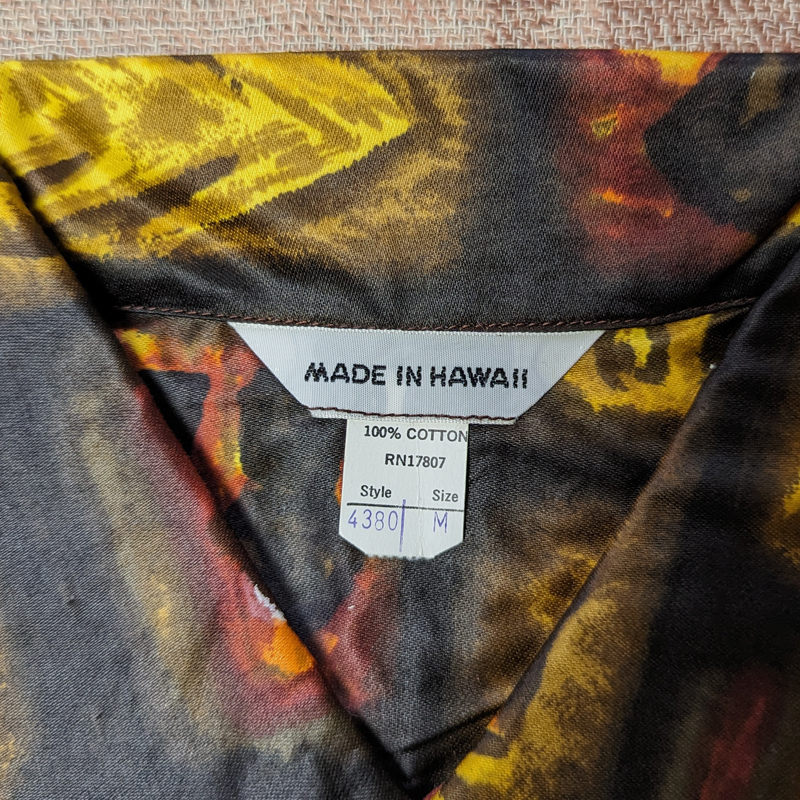 MADE IN HAWAII
100% COTTON
RN17807
Style Size
4380 M